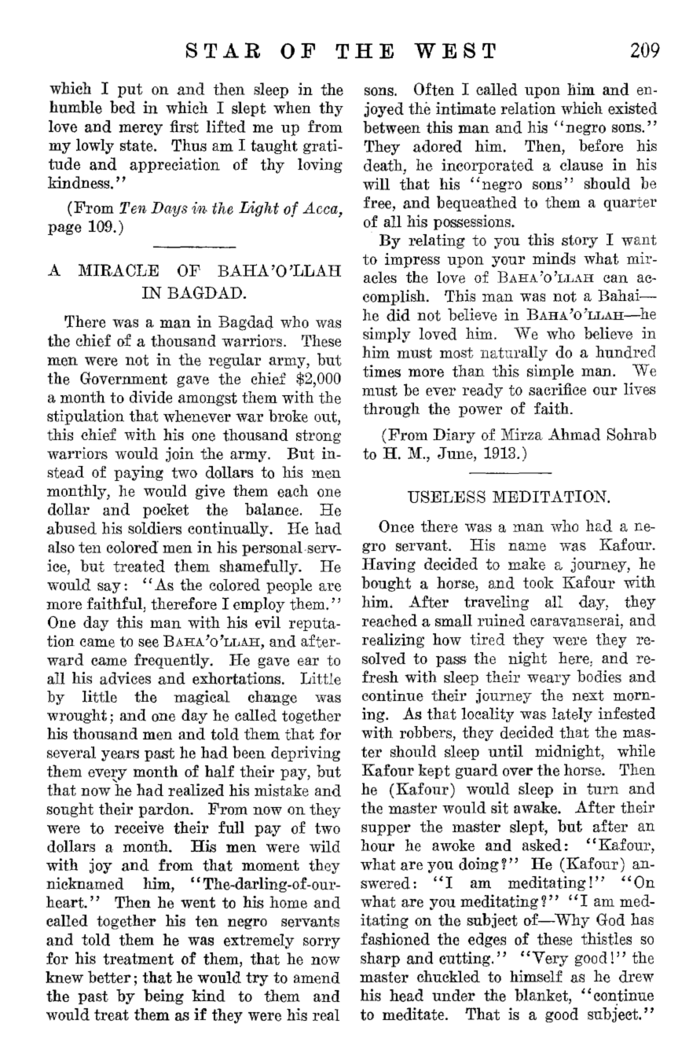 STAR OF THE WEST 209
which I put on and then sleep in the
humble bed in which I slept when thy
love and mercy first lifted me up from
my lowly state. Thus am I taught grati-
tude and appreciation of thy loving
kindness.''
(From Ten Days in the Light of Acca,
page 109.)
A MIRACLE OF BAHA'O'LLAH
IN BAGDAD.
There was a man in Bagdad who was
the chief of a thousand warriors. These
men were not in the regular army, but
the Government gave the chief $2,000
a month to divide amongst them with the
stipulation that whenever war broke out,
this chief with his one thousand strong
warriors would join the army. But in-
stead of paying two dollars to his men
monthly, he would give them each one
dollar and pocket the balance. He
abused his soldiers continually. He had
also ten colored men in his personal serv-
ice, but treated them shamefully. He
would say: ''As the colored people are
more faithful, therefore I employ them.''
One day this man with his evil reputa-
tion came to see BAHA'O'LLAH, and after-
ward came frequently. He gave ear to
all his advices and exhortations. Little
by little the magical change was
wrought; and one day he called together
his thousand men and told them that for
several years past he had been depriving
them every month of half their pay, but
that now he had realized his mistake and
sought their pardon. From now on they
were to receive their full pay of two
dollars a month. His men were wild
with joy and from that moment they
nicknamed him, ''The-darling-of-our-
heart.'' Then he went to his home and
called together his ten negro servants
and told them he was extremely sorry
for his treatment of them, that he now
knew better; that he would try to amend
the past by being kind to them and
would treat them as if they were his real
sons. Often I called upon him and en-
joyed the intimate relation which existed
between this man and his ''negro sons.''
They adored him. Then, before his
death, he incorporated a clause in his
will that his ''negro sons'' should be
free, and bequeathed to them a quarter
of all his possessions.
By relating to you this story I want
to impress upon your minds what mir-
acles the love of BAHA'O'LLAH can ac-
complish. This man was not a Bahai—
he did not believe in BAHA'O'LLAH—he
simply loved him. We who believe in
him must most naturally do a hundred
times more than this simple man. We
must be ever ready to sacrifice our lives
through the power of faith.
(From Diary of Mirza Ahmad Sohrab
to H. M., June, 1913.)
USELESS MEDITATION.
Once there was a man who had a ne-
gro servant. His name was Kafour.
Having decided to make a journey, he
bought a horse, and took Kafour with
him. After traveling all day, they
reached a small ruined caravanserai, and
realizing how tired they were they re-
solved to pass the night here, and re-
fresh with sleep their weary bodies and
continue their journey the next morn-
ing. As that locality was lately infested
with robbers, they decided that the mas-
ter should sleep until midnight, while
Kafour kept guard over the horse. Then
he (Kafour) would sleep in turn and
the master would sit awake. After their
supper the master slept, but after an
hour he awoke and asked: ''Kafour,
what are you doing?'' He (Kafour) an-
swered: ''I am meditating!'' ''On
what are you meditating?'' ''I am med-
itating on the subject of—Why God has
fashioned the edges of these thistles so
sharp and cutting.'' ''Very good!'' the
master chuckled to himself as he drew
his head under the blanket, ''continue
to meditate. That is a good subject.''